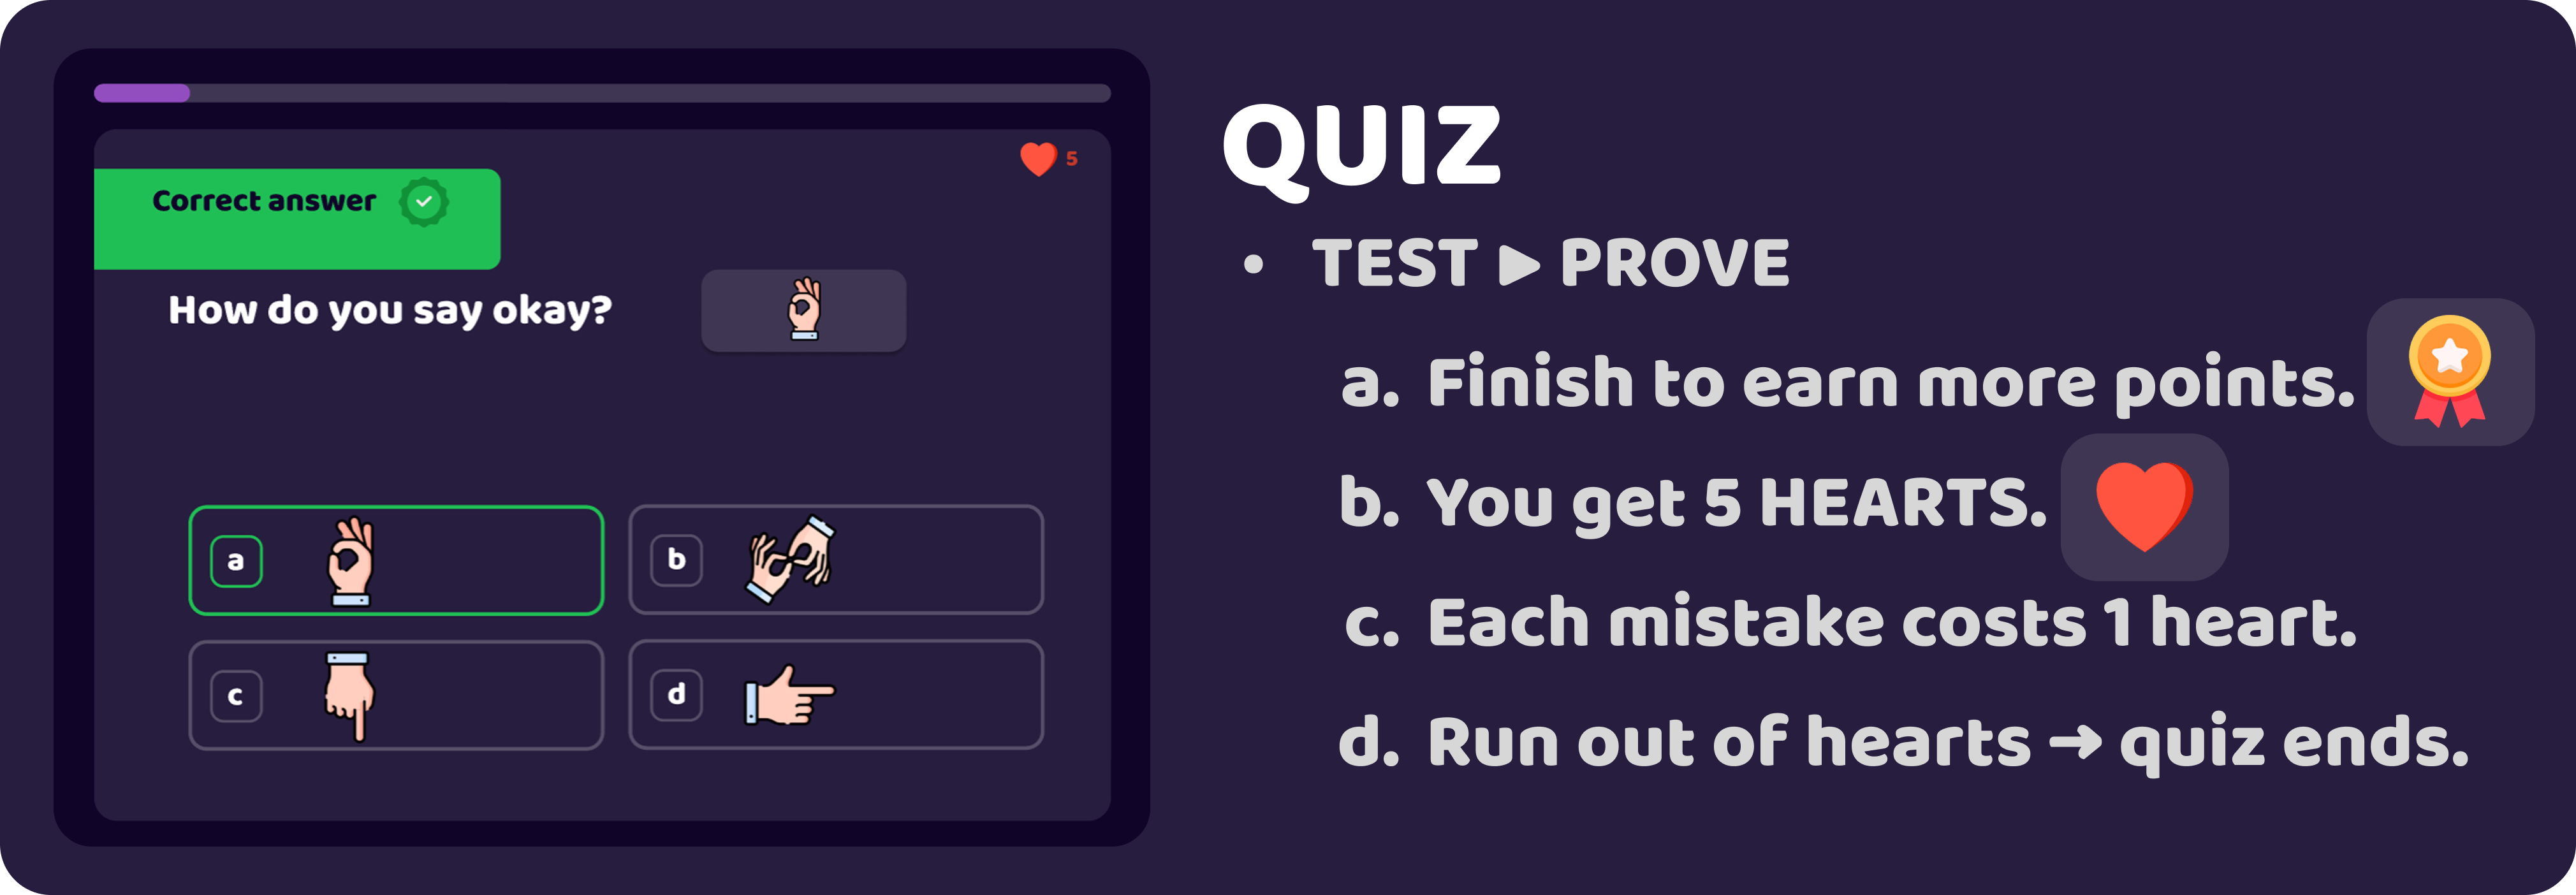 5
Correct answer
How do you say okay?
a
b
c
d
QUIZ
• TEST ▶ PROVE
a. Finish to earn more points.
b. You get 5 HEARTS.
c. Each mistake costs 1 heart.
d. Run out of hearts → quiz ends.